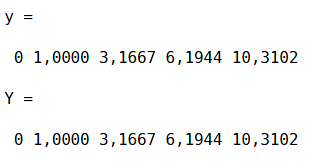 y =
0 1,0000 3,1667 6,1944 10,3102
Y =
0 1,0000 3,1667 6,1944 10,3102